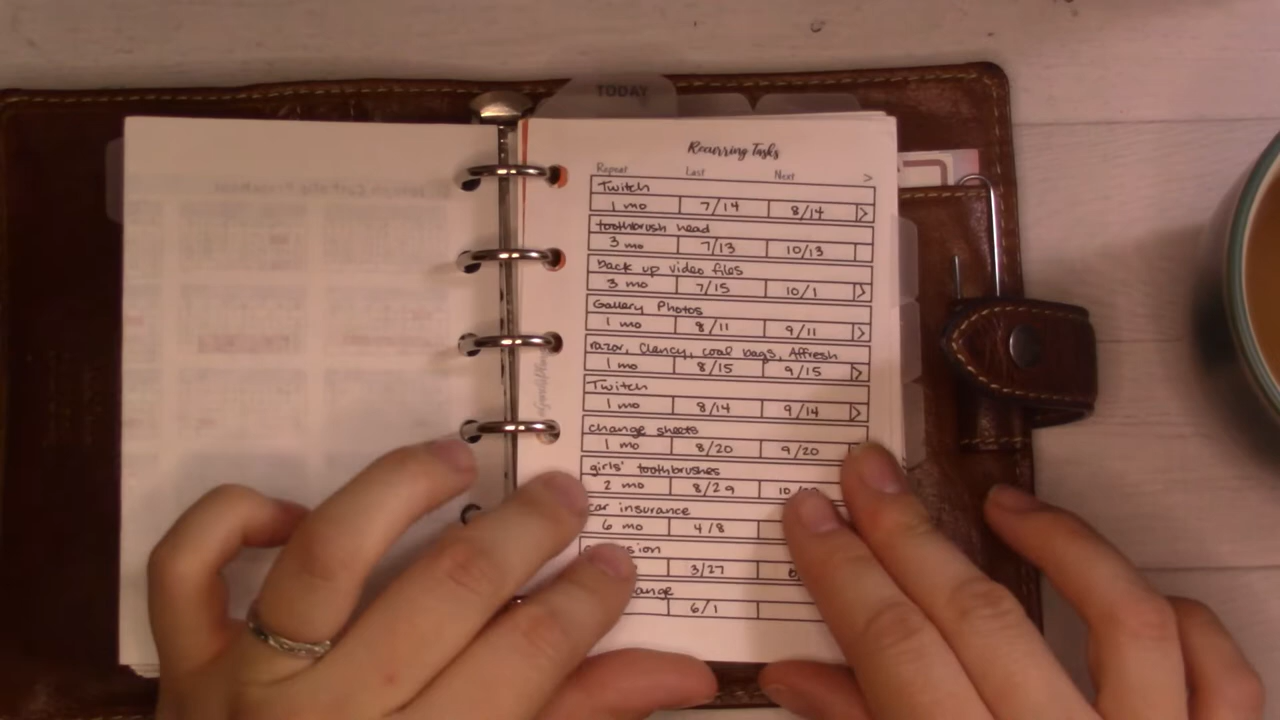 TODAY
Recurring Tasks
Repeat Last Next >
Twitch
1 mo 7/14 8/14 >
toothbrush head
3 mo 7/13 10/13
back up video files
3 mo 7/15 10/1 >
Gallery Photos
1 mo 8/11 9/11 >
razor, Clency, coal bags, Affresh
1 mo 8/15 9/15 >
Twitch
1 mo 8/14 9/14 >
change sheets
1 mo 8/20 9/20
girls' toothbrushes
2 mo 8/29
car insurance
6 mo 4/8
3/27
6/1